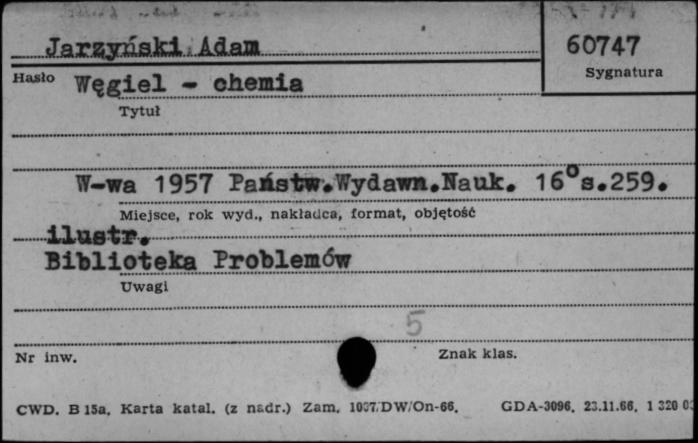 Jarzyński Adam
60747
Hasło
Sygnatura
Węgiel - chemia
Tytuł
W-wa 1957 Państw.Wydawn.Nauk. 16°s.259.
Miejsce, rok wyd., nakładca, format, objętość
ilustr.
Biblioteka Problemów
Uwagi
5
Nr inw.
Znak klas.
CWD. B 15a. Karta katal. (z nadr.) Zam. 1037/DW/On-66. GDA-3096. 23.11.66. 1 320 0